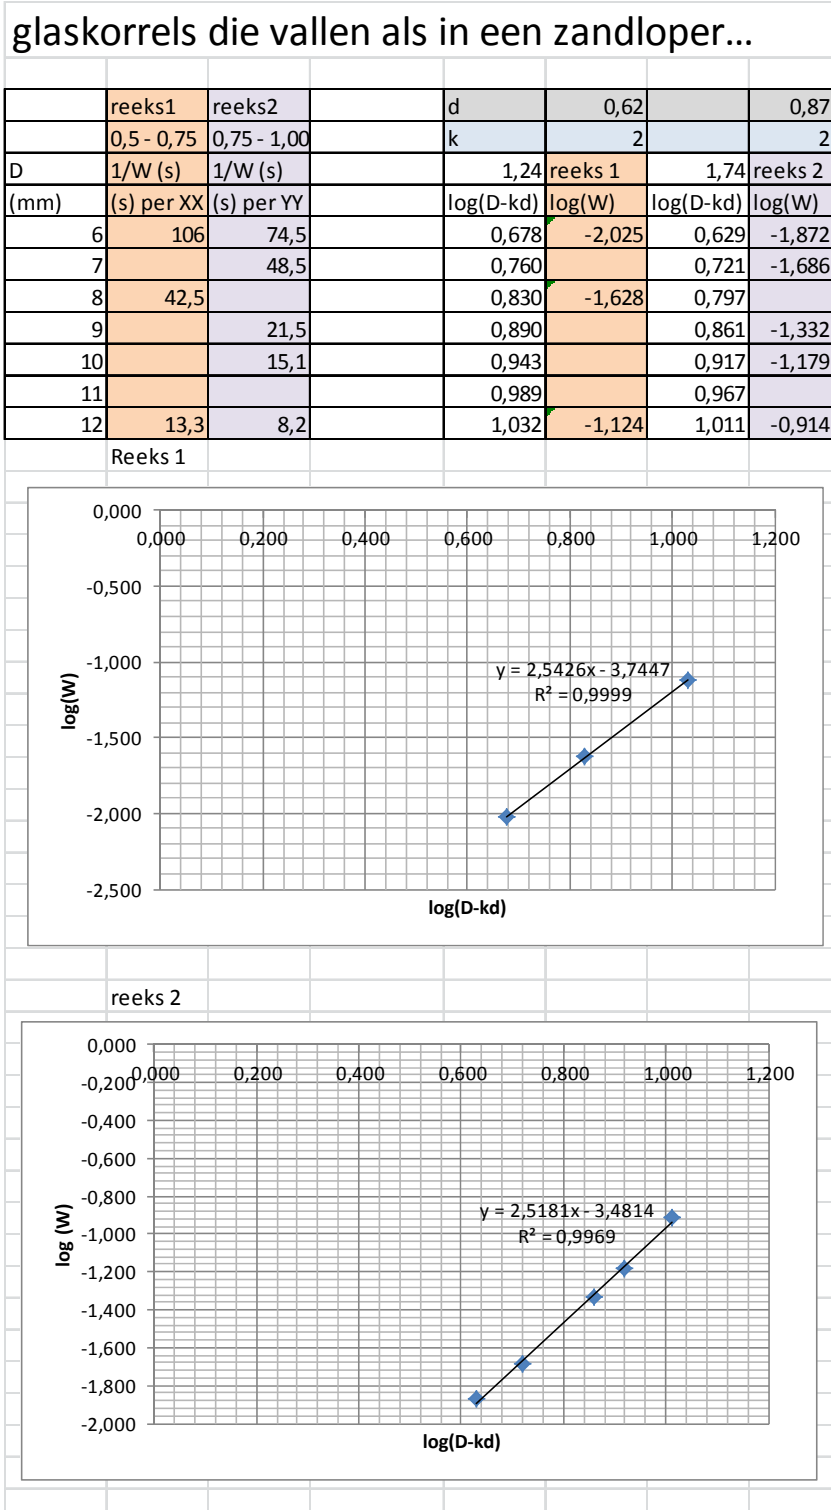 glaskorrels die vallen als in een zandloper...
reeks1 reeks2 d 0,62 0,87
0,5 - 0,75 0,75 - 1,00 k 2 2
D 1/W (s) 1/W (s) 1,24 reeks 1 1,74 reeks 2
(mm) (s) per XX (s) per YY log(D-kd) log(W) log(D-kd) log(W)
6 106 74,5 0,678 -2,025 0,629 -1,872
7 48,5 0,760 0,721 -1,686
8 42,5 0,830 -1,628 0,797
9 21,5 0,890 0,861 -1,332
10 15,1 0,943 0,917 -1,179
11 0,989 0,967
12 13,3 8,2 1,032 -1,124 1,011 -0,914
Reeks 1
0,000
0,000 0,200 0,400 0,600 0,800 1,000 1,200
-0,500
-1,000
y = 2,5426x - 3,7447
R² = 0,9999
log(W)
-1,500
-2,000
-2,500
log(D-kd)
reeks 2
0,000
0,000 0,200 0,400 0,600 0,800 1,000 1,200
-0,200
-0,400
-0,600
-0,800
y = 2,5181x - 3,4814
R² = 0,9969
log (W)
-1,000
-1,200
-1,400
-1,600
-1,800
-2,000
log(D-kd)